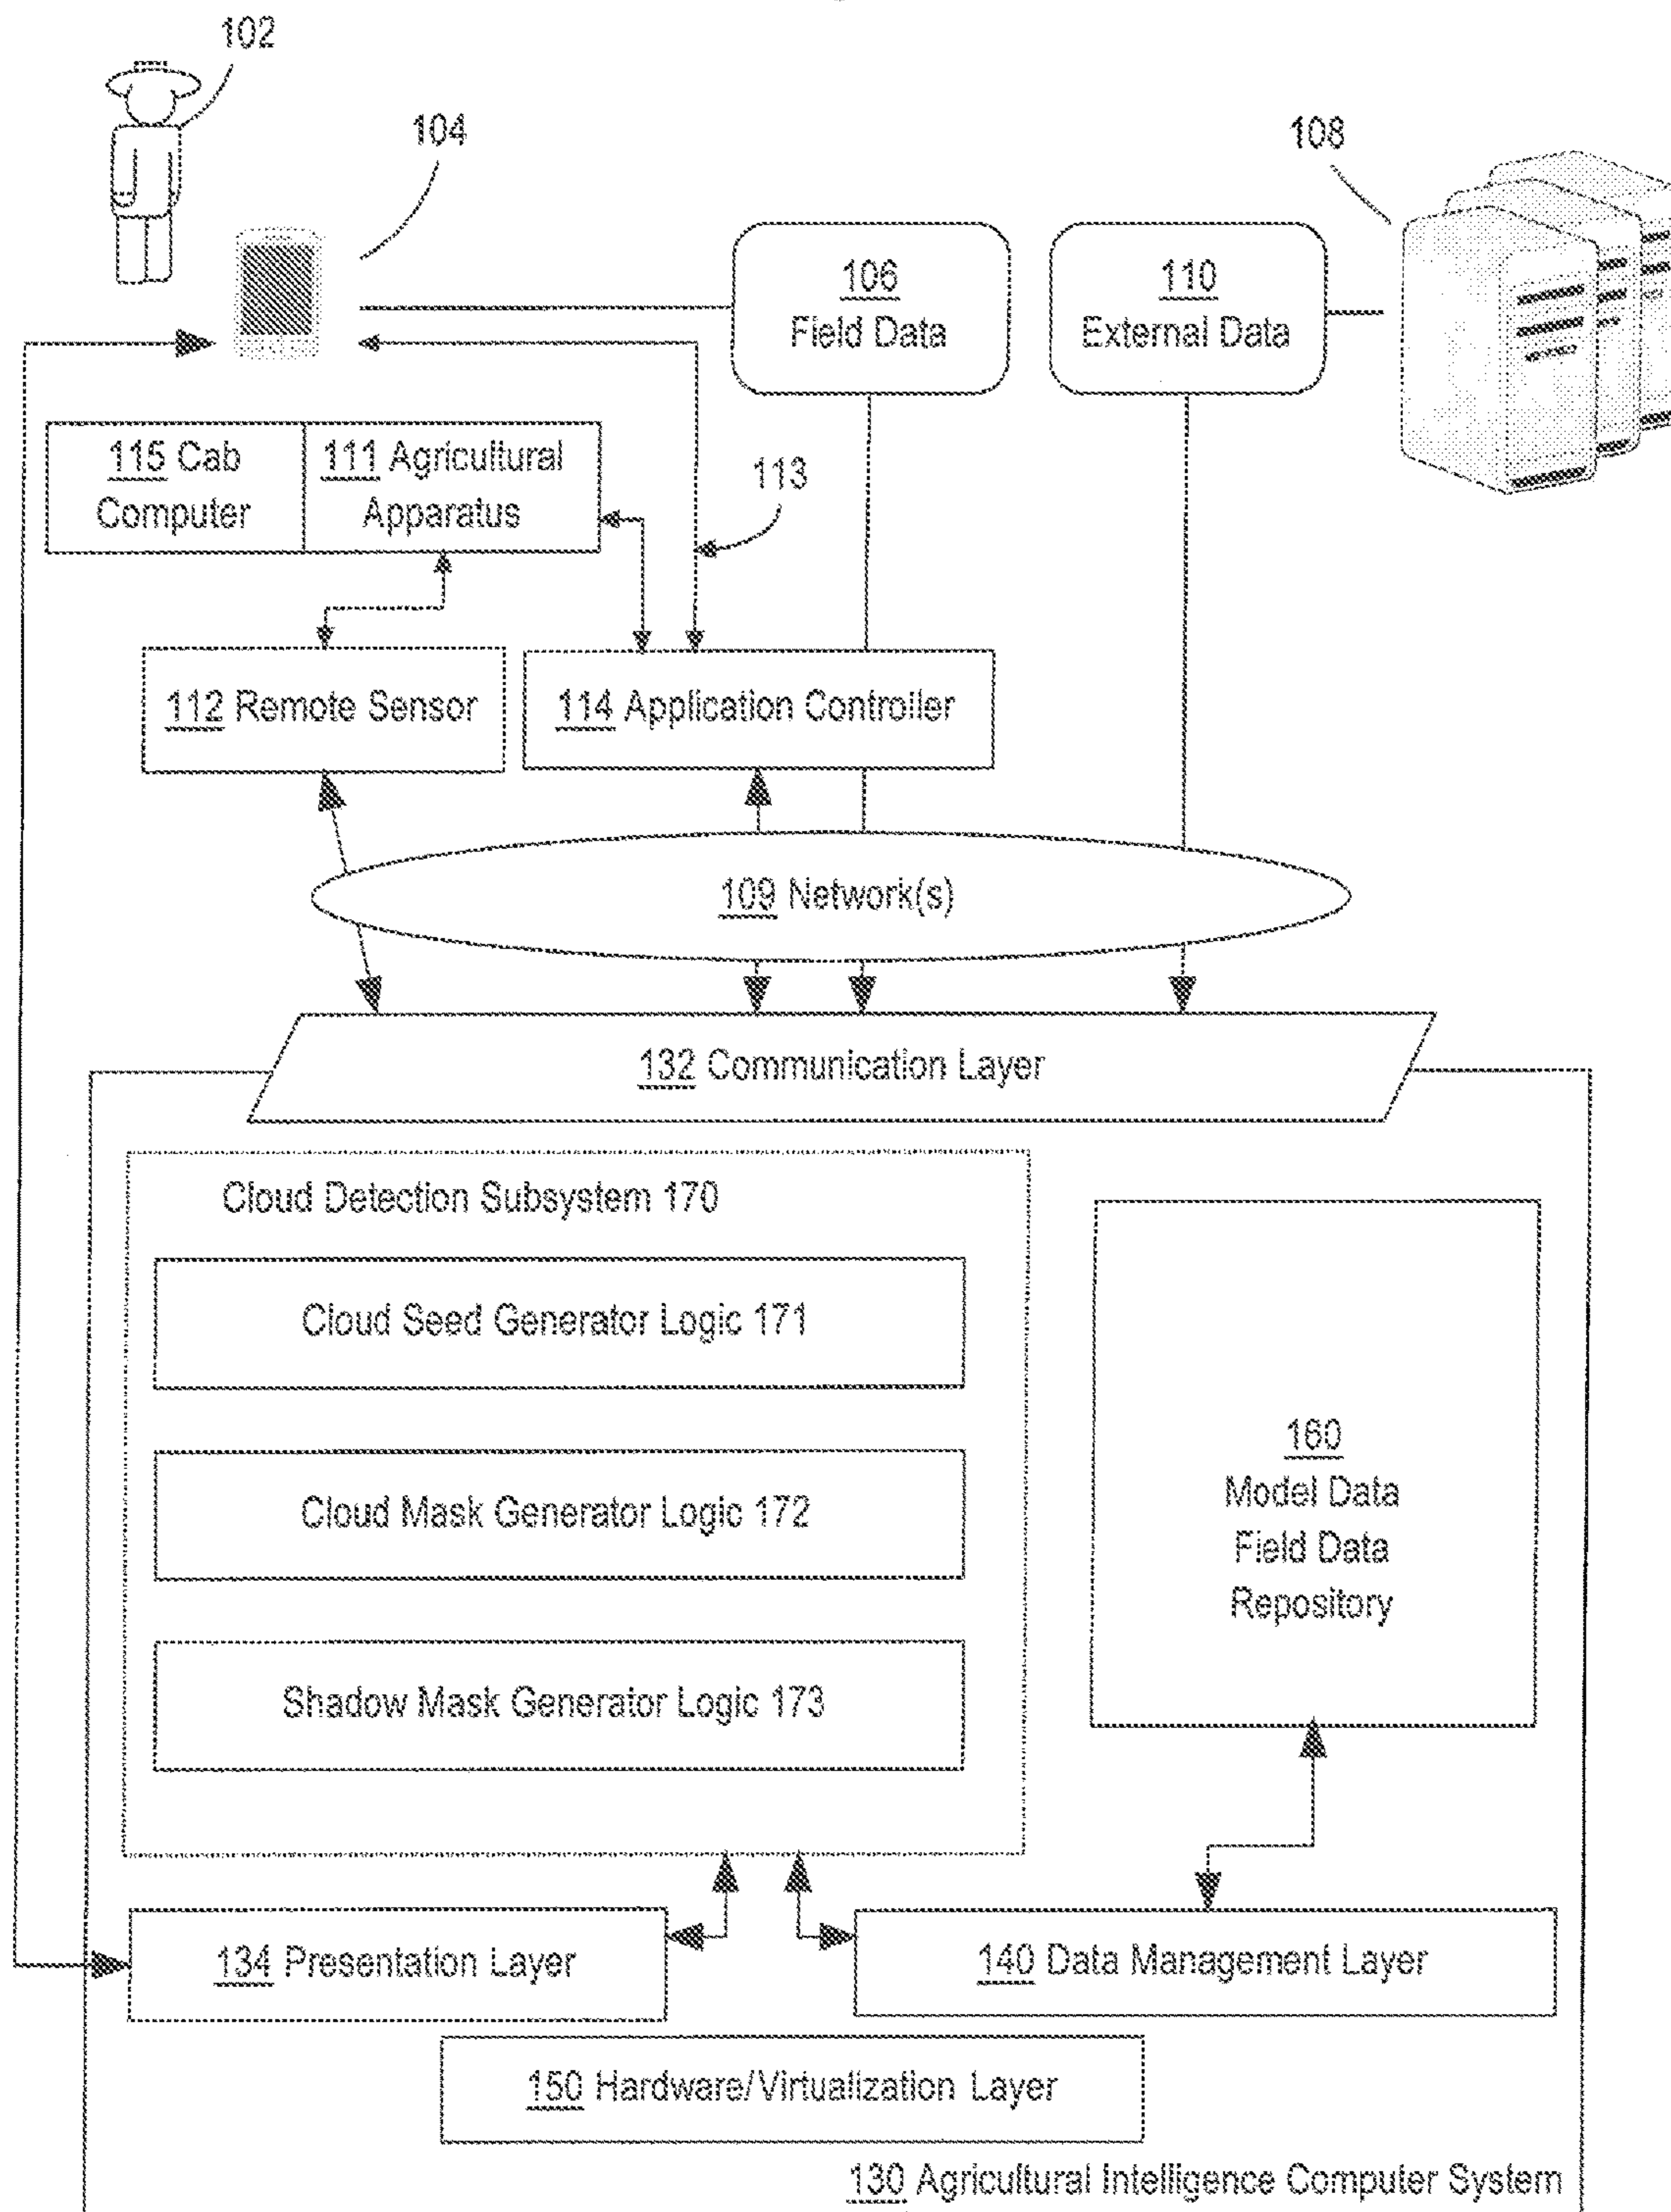 102
104
108
106
Field Data
110
External Data
115 Cab
Computer
111 Agricultural
Apparatus
113
112 Remote Sensor
114 Application Controller
109 Network(s)
132 Communication Layer
Cloud Detection Subsystem 170
Cloud Seed Generator Logic 171
Cloud Mask Generator Logic 172
Shadow Mask Generator Logic 173
160
Model Data
Field Data
Repository
134 Presentation Layer
140 Data Management Layer
150 Hardware/Virtualization Layer
130 Agricultural Intelligence Computer System